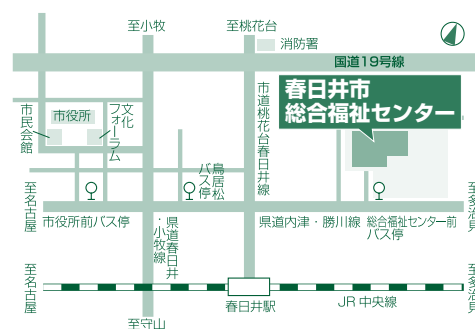 至小牧
至桃花台
消防署
国道19号線
春日井市
総合福祉センター
市役所
文化
フォーラム
市民会館
市道桃花台春日井線
鳥居松
バス停
至名古屋
市役所前バス停
県道春日井
・小牧線
県道内津・勝川線
総合福祉センター前
バス停
至多治見
至名古屋
春日井駅
JR中央線
至多治見
至守山